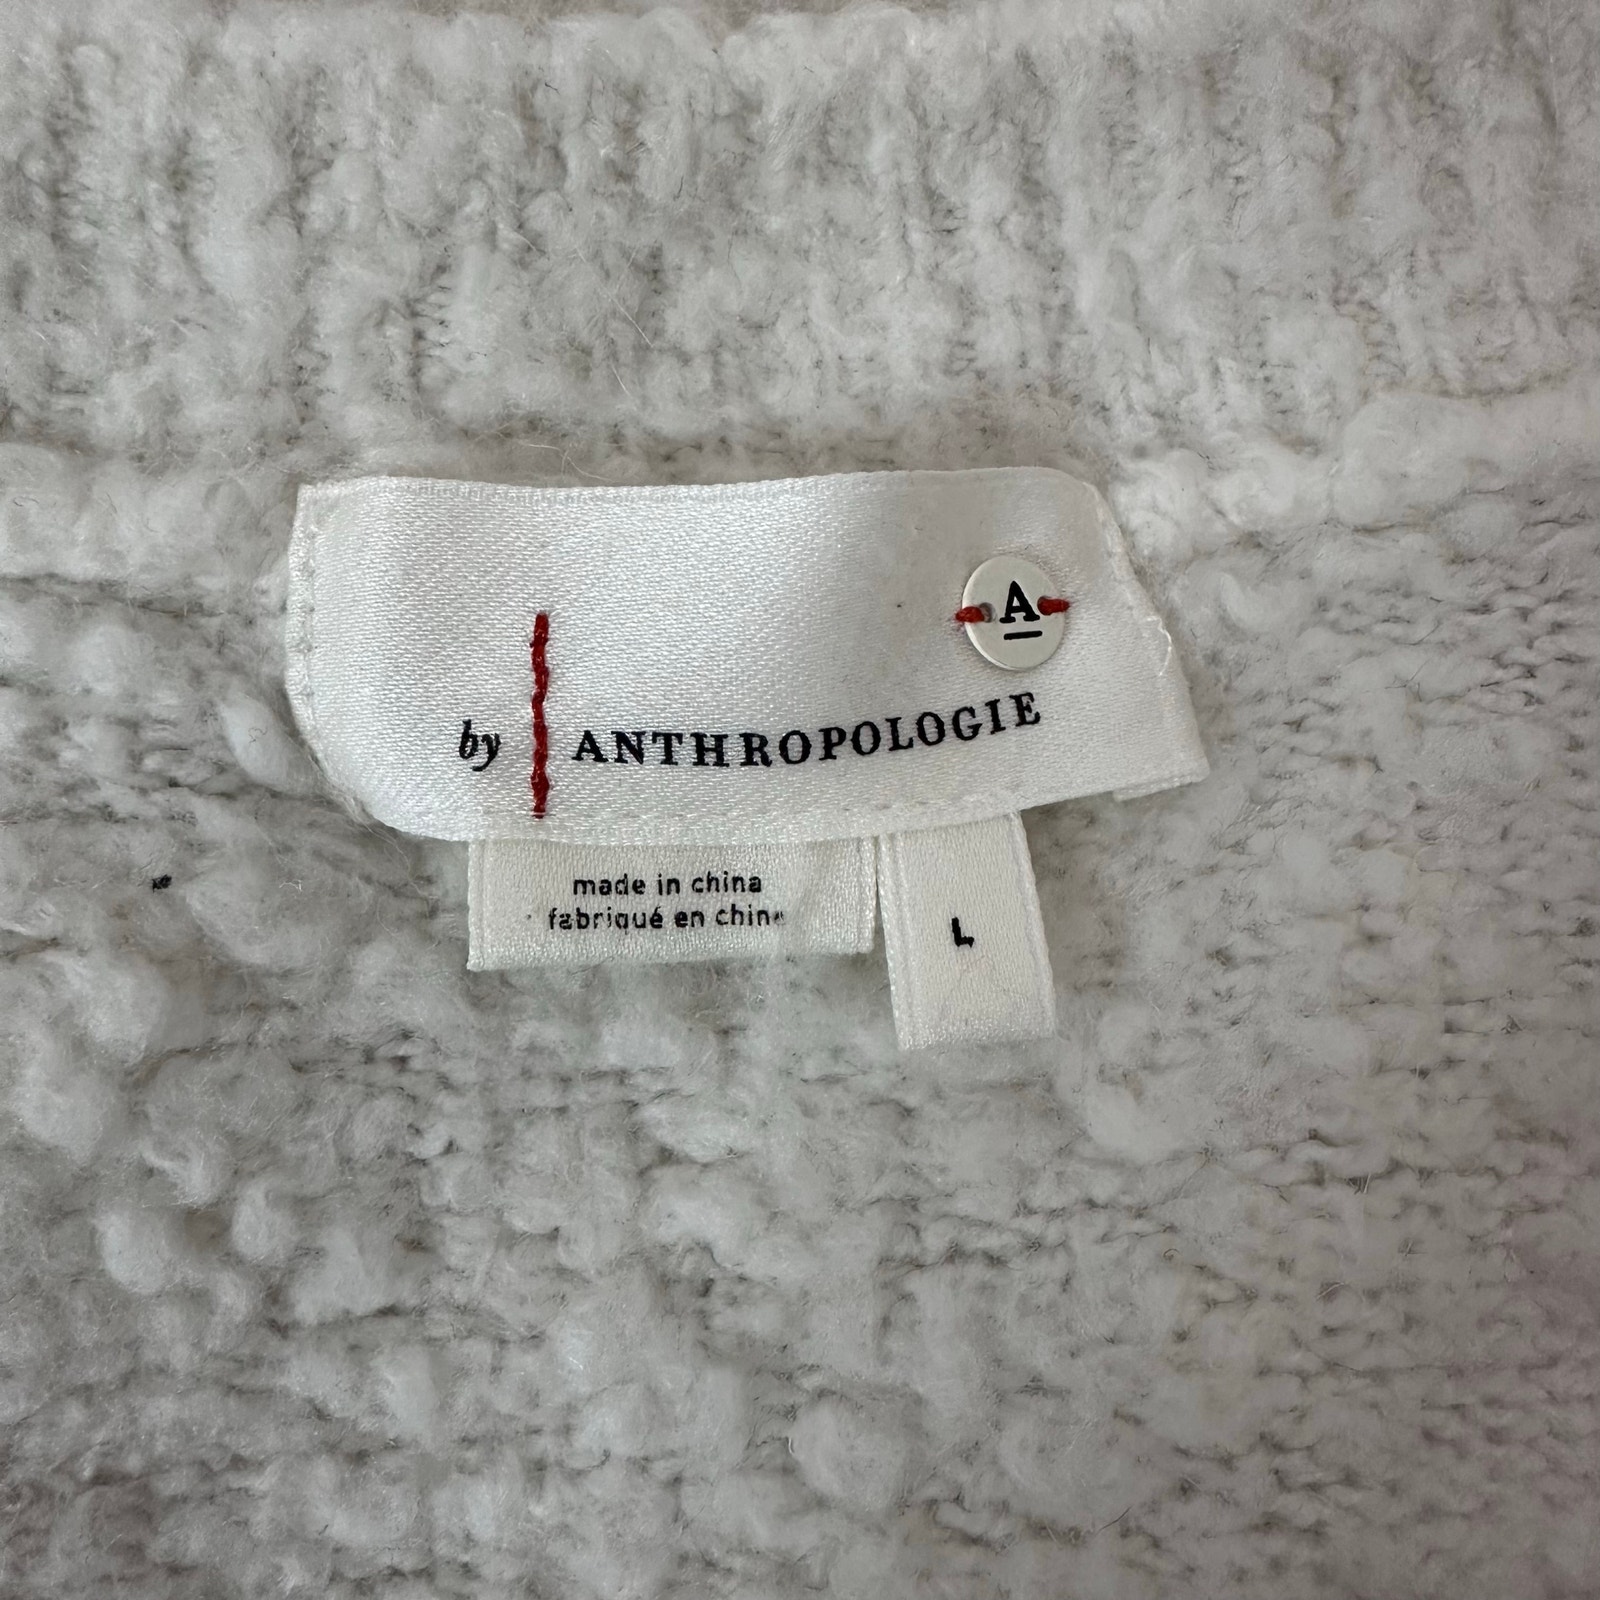 A
by ANTHROPOLOGIE
made in china
fabriqué en chine
L